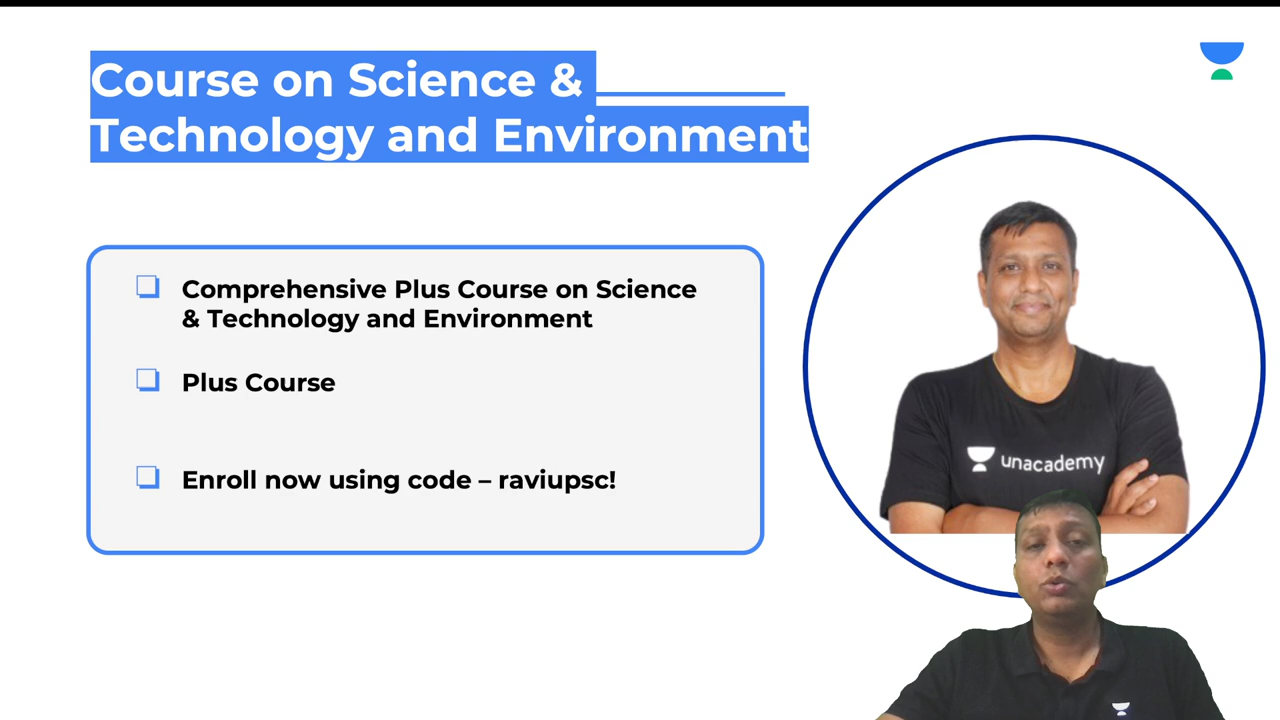 Course on Science &
Technology and Environment
Comprehensive Plus Course on Science
& Technology and Environment
Plus Course
Enroll now using code – raviupsc!
unacademy